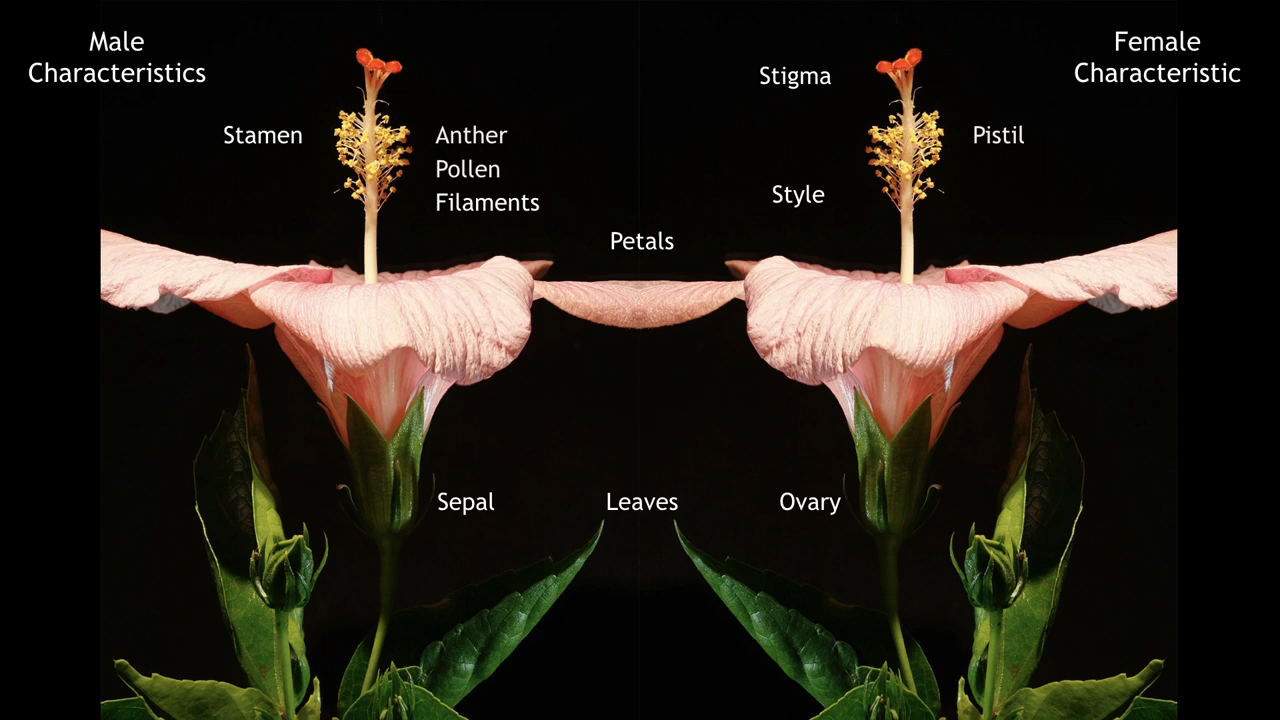 Male
Characteristics
Female
Characteristic
Stigma
Stamen
Anther
Pollen
Filaments
Pistil
Style
Petals
Sepal
Leaves
Ovary